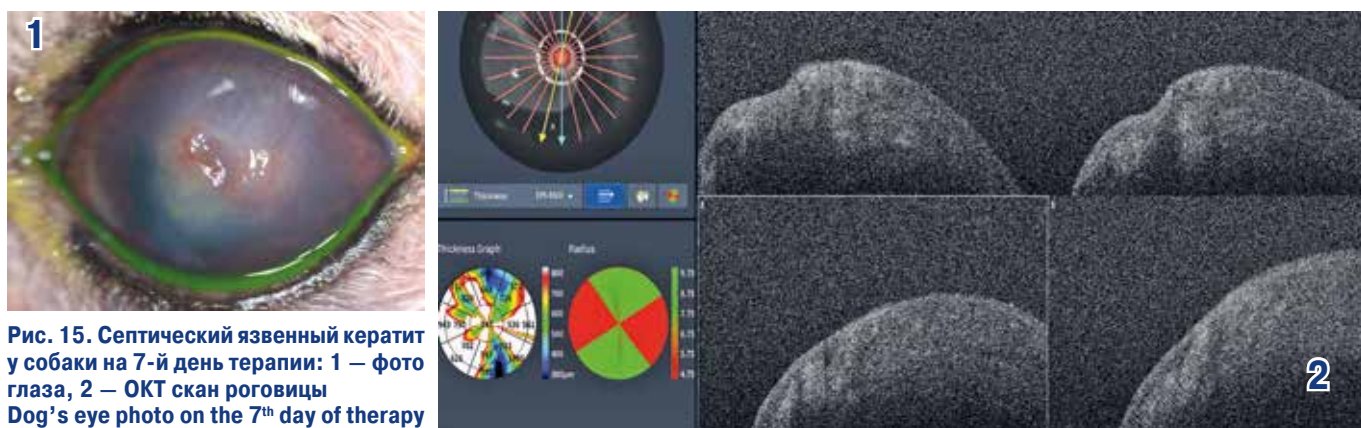 1
Thickness
Thickness Graph
Radius
2
Рис. 15. Септический язвенный кератит
у собаки на 7-й день терапии: 1 — фото
глаза, 2 — ОКТ скан роговицы
Dog's eye photo on the 7th day of therapy